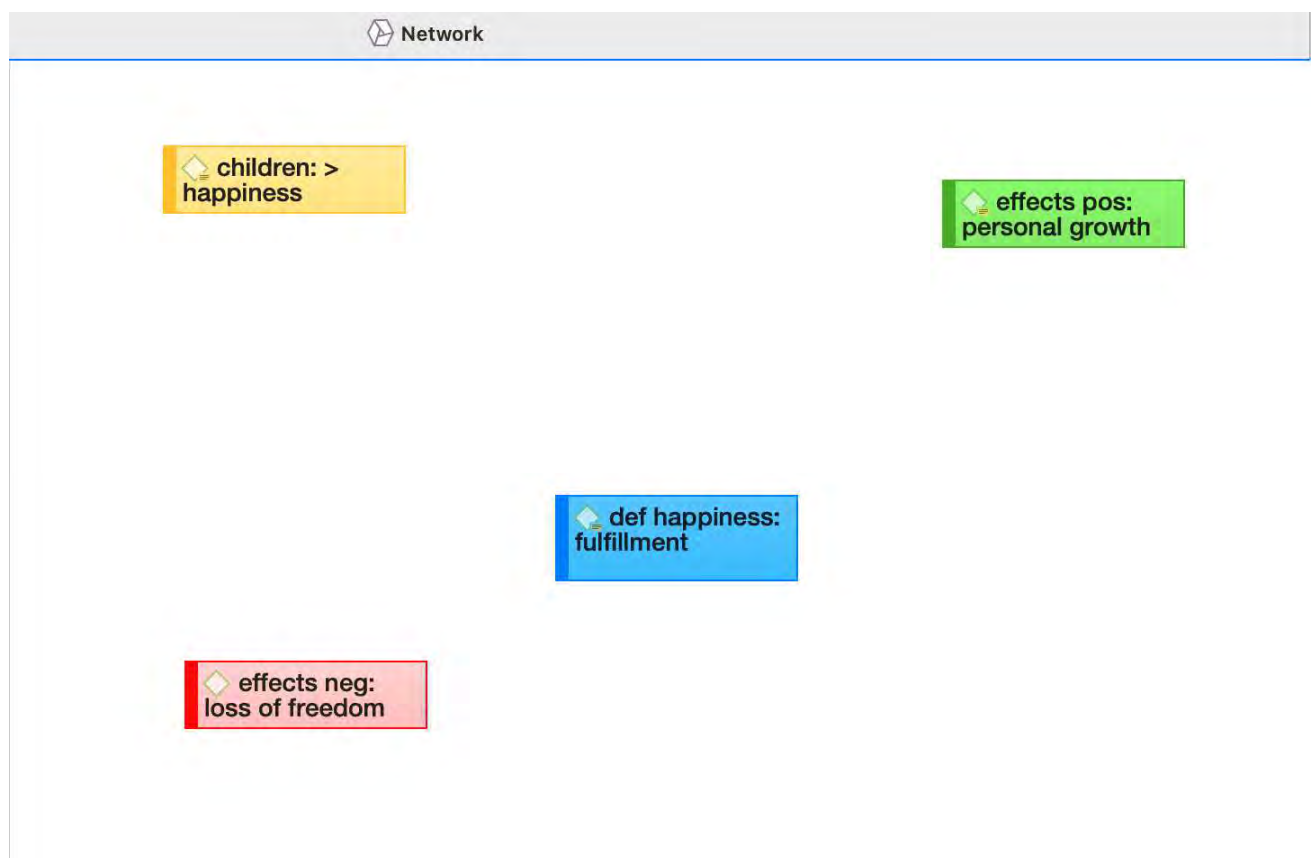 Network
children: >
happiness
effects pos:
personal growth
def happiness:
fulfillment
effects neg:
loss of freedom